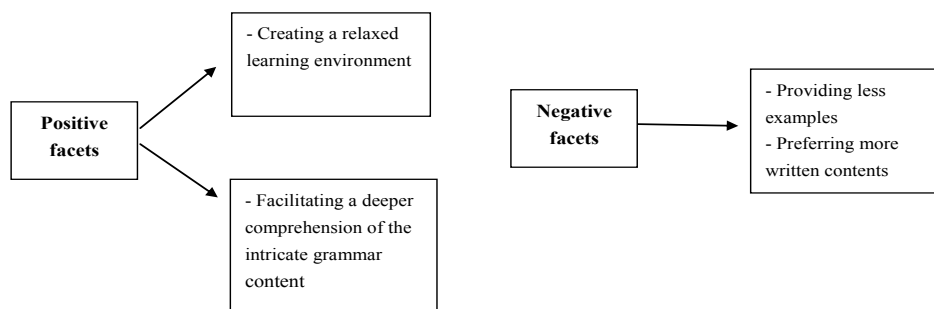 Positive
facets
- Creating a relaxed
learning environment
- Facilitating a deeper
comprehension of the
intricate grammar
content
Negative
facets
- Providing less
examples
- Preferring more
written contents